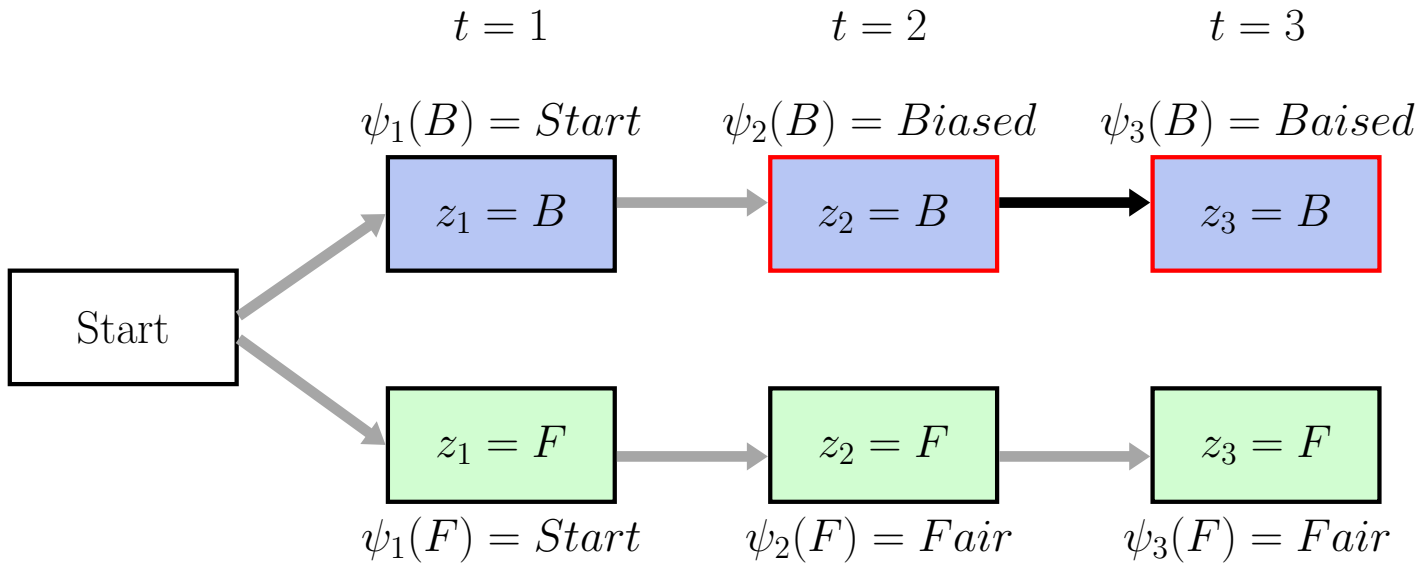 t = 1 t = 2 t = 3
ψ₁(B) = Start ψ₂(B) = Biased ψ₃(B) = Baised
z₁ = B z₂ = B z₃ = B
Start
z₁ = F z₂ = F z₃ = F
ψ₁(F) = Start ψ₂(F) = Fair ψ₃(F) = Fair